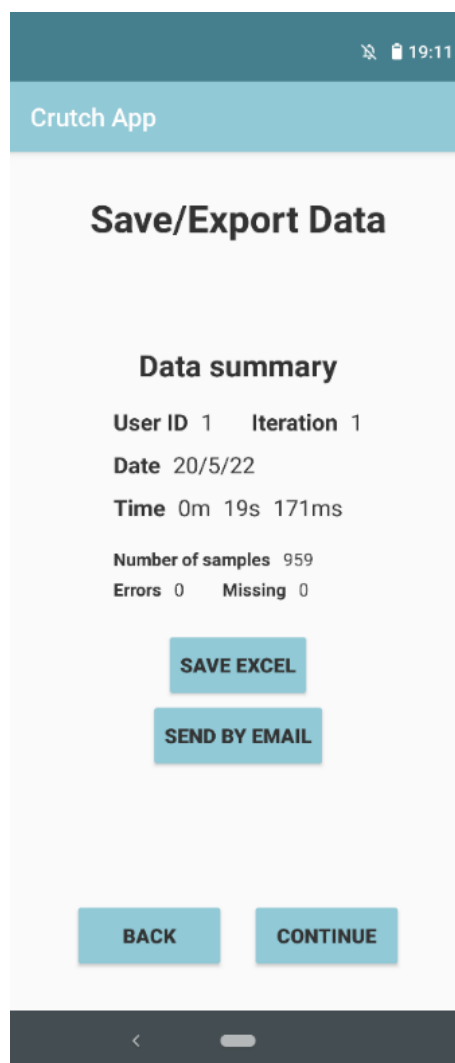 19:11
Crutch App
Save/Export Data
Data summary
User ID 1 Iteration 1
Date 20/5/22
Time 0m 19s 171ms
Number of samples 959
Errors 0 Missing 0
SAVE EXCEL
SEND BY EMAIL
BACK CONTINUE